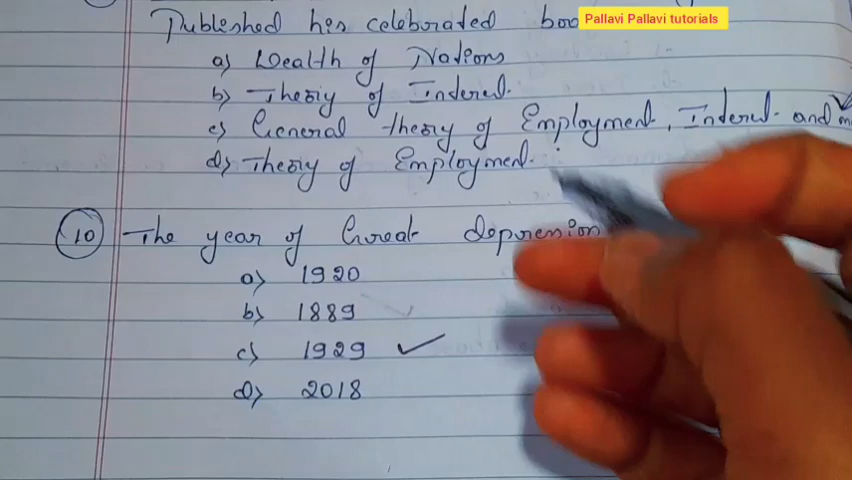 Published his celebrated boo
Pallavi Pallavi tutorials
a) Wealth of Nations
b) Theory of Interest.
c) General theory of Employment, Interest and m
d) Theory of Employment.
10 The year of Great depression
a) 1920
b) 1889
c) 1929
d) 2018